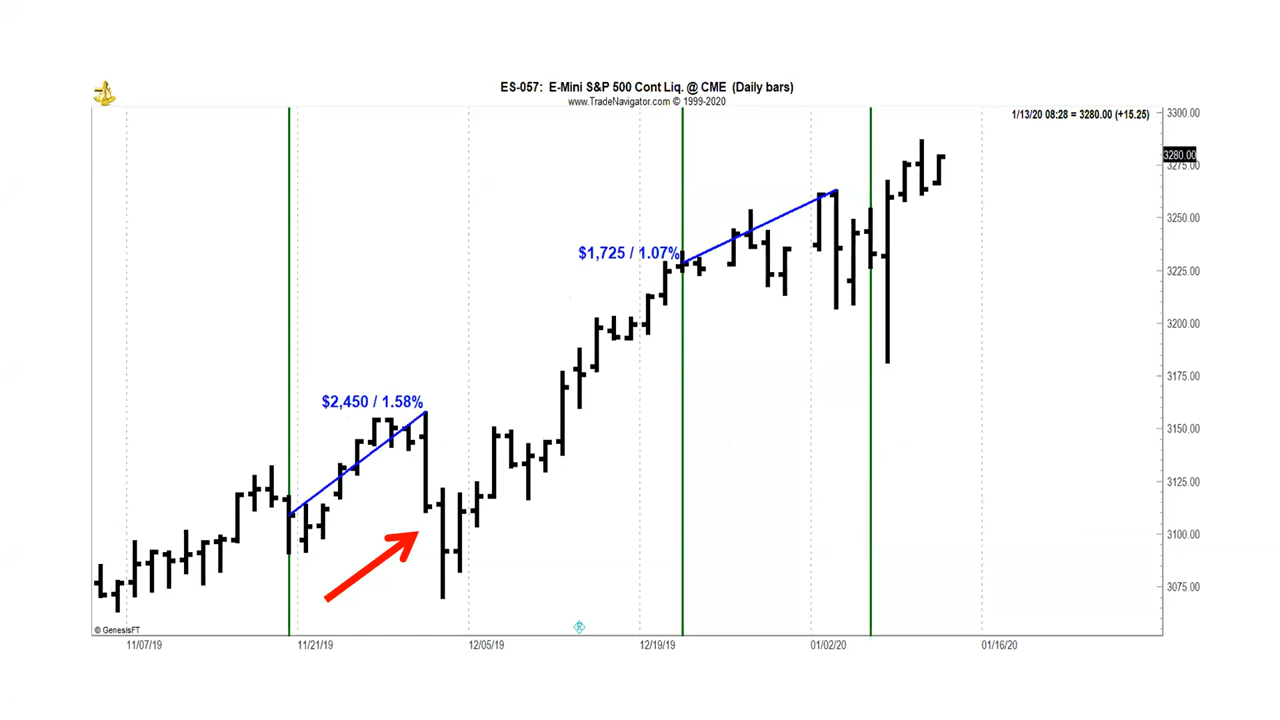 ES-057: E-Mini S&P 500 Cont Liq. @ CME (Daily bars)
www.TradeNavigator.com © 1999-2020
1/13/20 08:28 = 3280.00 (+15.25)
3300.00
3280.00
3275.00
3250.00
$1,725 / 1.07%
3225.00
3200.00
3175.00
$2,450 / 1.58%
3150.00
3125.00
3100.00
3075.00
R
© GenesisFT
11/07/19
11/21/19
12/05/19
12/19/19
01/02/20
01/16/20